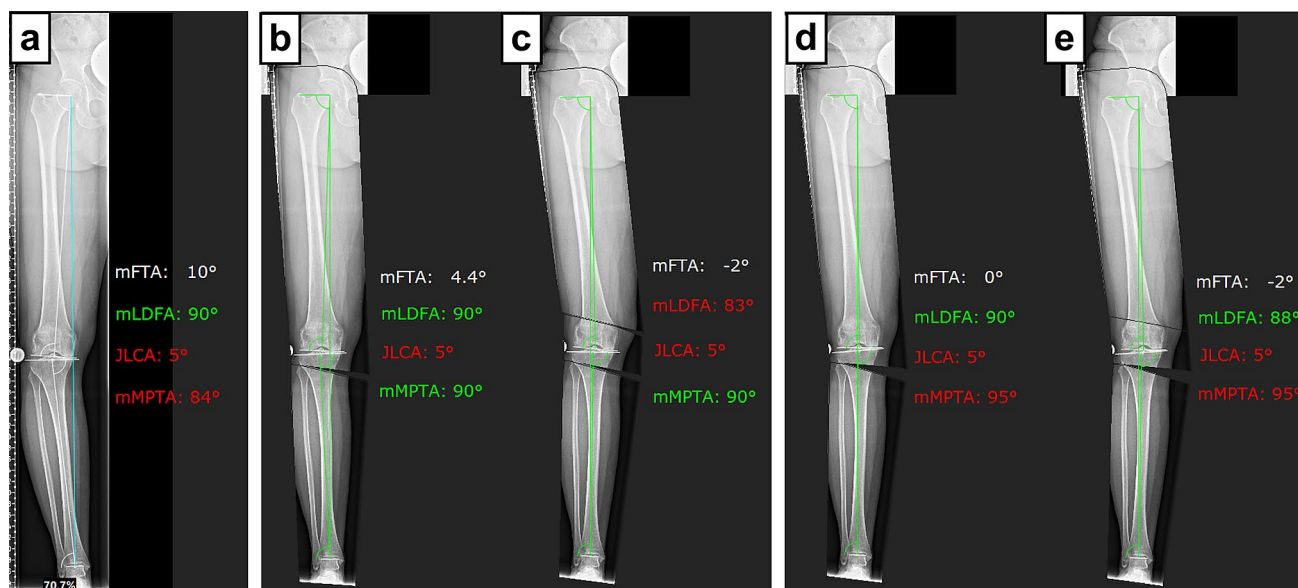 a
mFTA: 10°
mLDFA: 90°
JLCA: 5°
mMPTA: 84°
70.7%
b
mFTA: 4.4°
mLDFA: 90°
JLCA: 5°
mMPTA: 90°
c
mFTA: -2°
mLDFA: 83°
JLCA: 5°
mMPTA: 90°
d
mFTA: 0°
mLDFA: 90°
JLCA: 5°
mMPTA: 95°
e
mFTA: -2°
mLDFA: 88°
JLCA: 5°
mMPTA: 95°